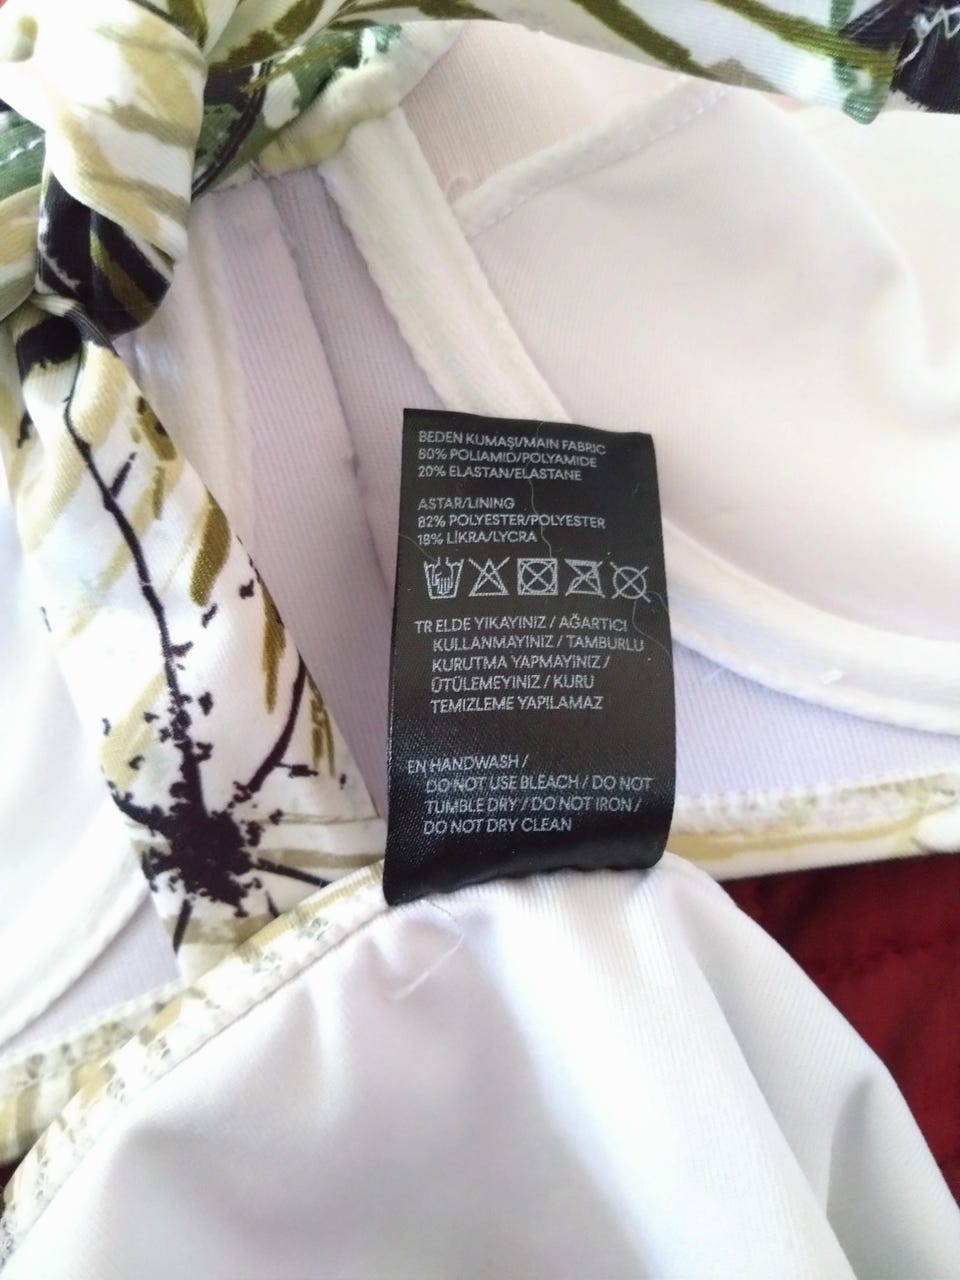 BEDEN KUMAŞI/MAIN FABRIC
80% POLIAMID/POLYAMIDE
20% ELASTAN/ELASTANE
ASTAR/LINING
82% POLYESTER/POLYESTER
18% LİKRA/LYCRA
TR ELDE YIKAYINIZ / AĞARTICI
KULLANMAYINIZ / TAMBURLU
KURUTMA YAPMAYINIZ /
ÜTÜLEMEYINIZ / KURU
TEMIZLEME YAPILAMAZ
EN HANDWASH /
DO NOT USE BLEACH / DO NOT
TUMBLE DRY / DO NOT IRON /
DO NOT DRY CLEAN